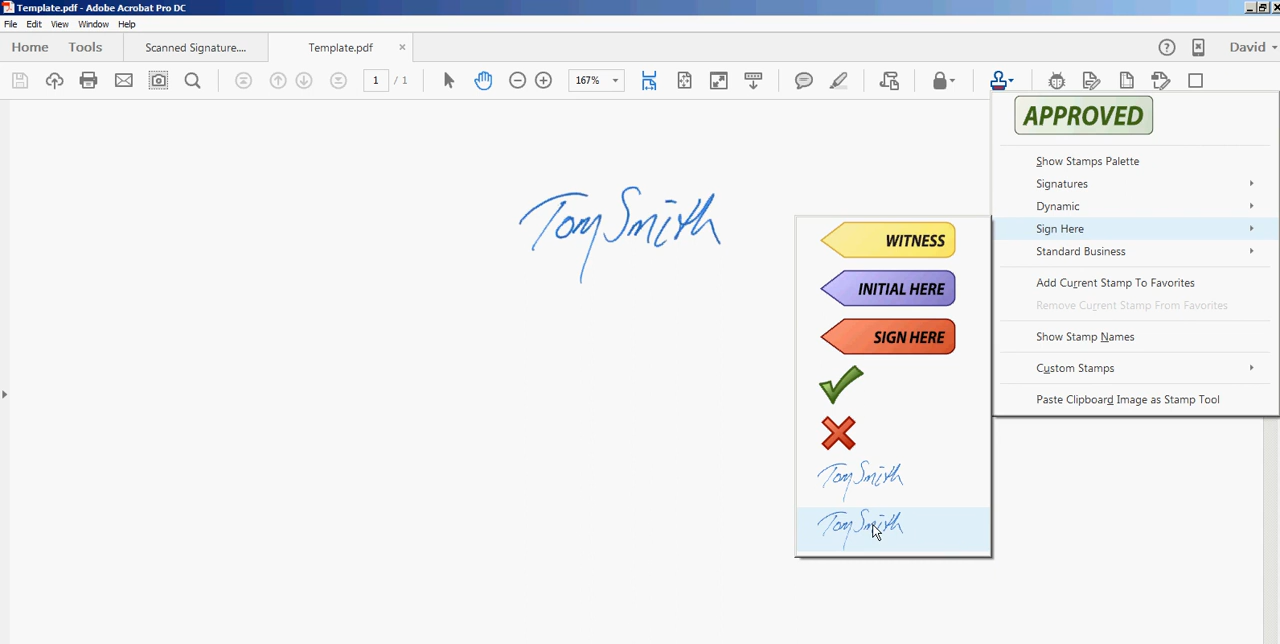 Template.pdf - Adobe Acrobat Pro DC
File Edit View Window Help
Home Tools Scanned Signature.... Template.pdf × David
1 / 1 167%
APPROVED
Show Stamps Palette
Signatures
Dynamic
Sign Here
Standard Business
Add Current Stamp To Favorites
Remove Current Stamp From Favorites
Show Stamp Names
Custom Stamps
Paste Clipboard Image as Stamp Tool
Tom Smith
WITNESS
INITIAL HERE
SIGN HERE
Tom Smith
Tom Smith